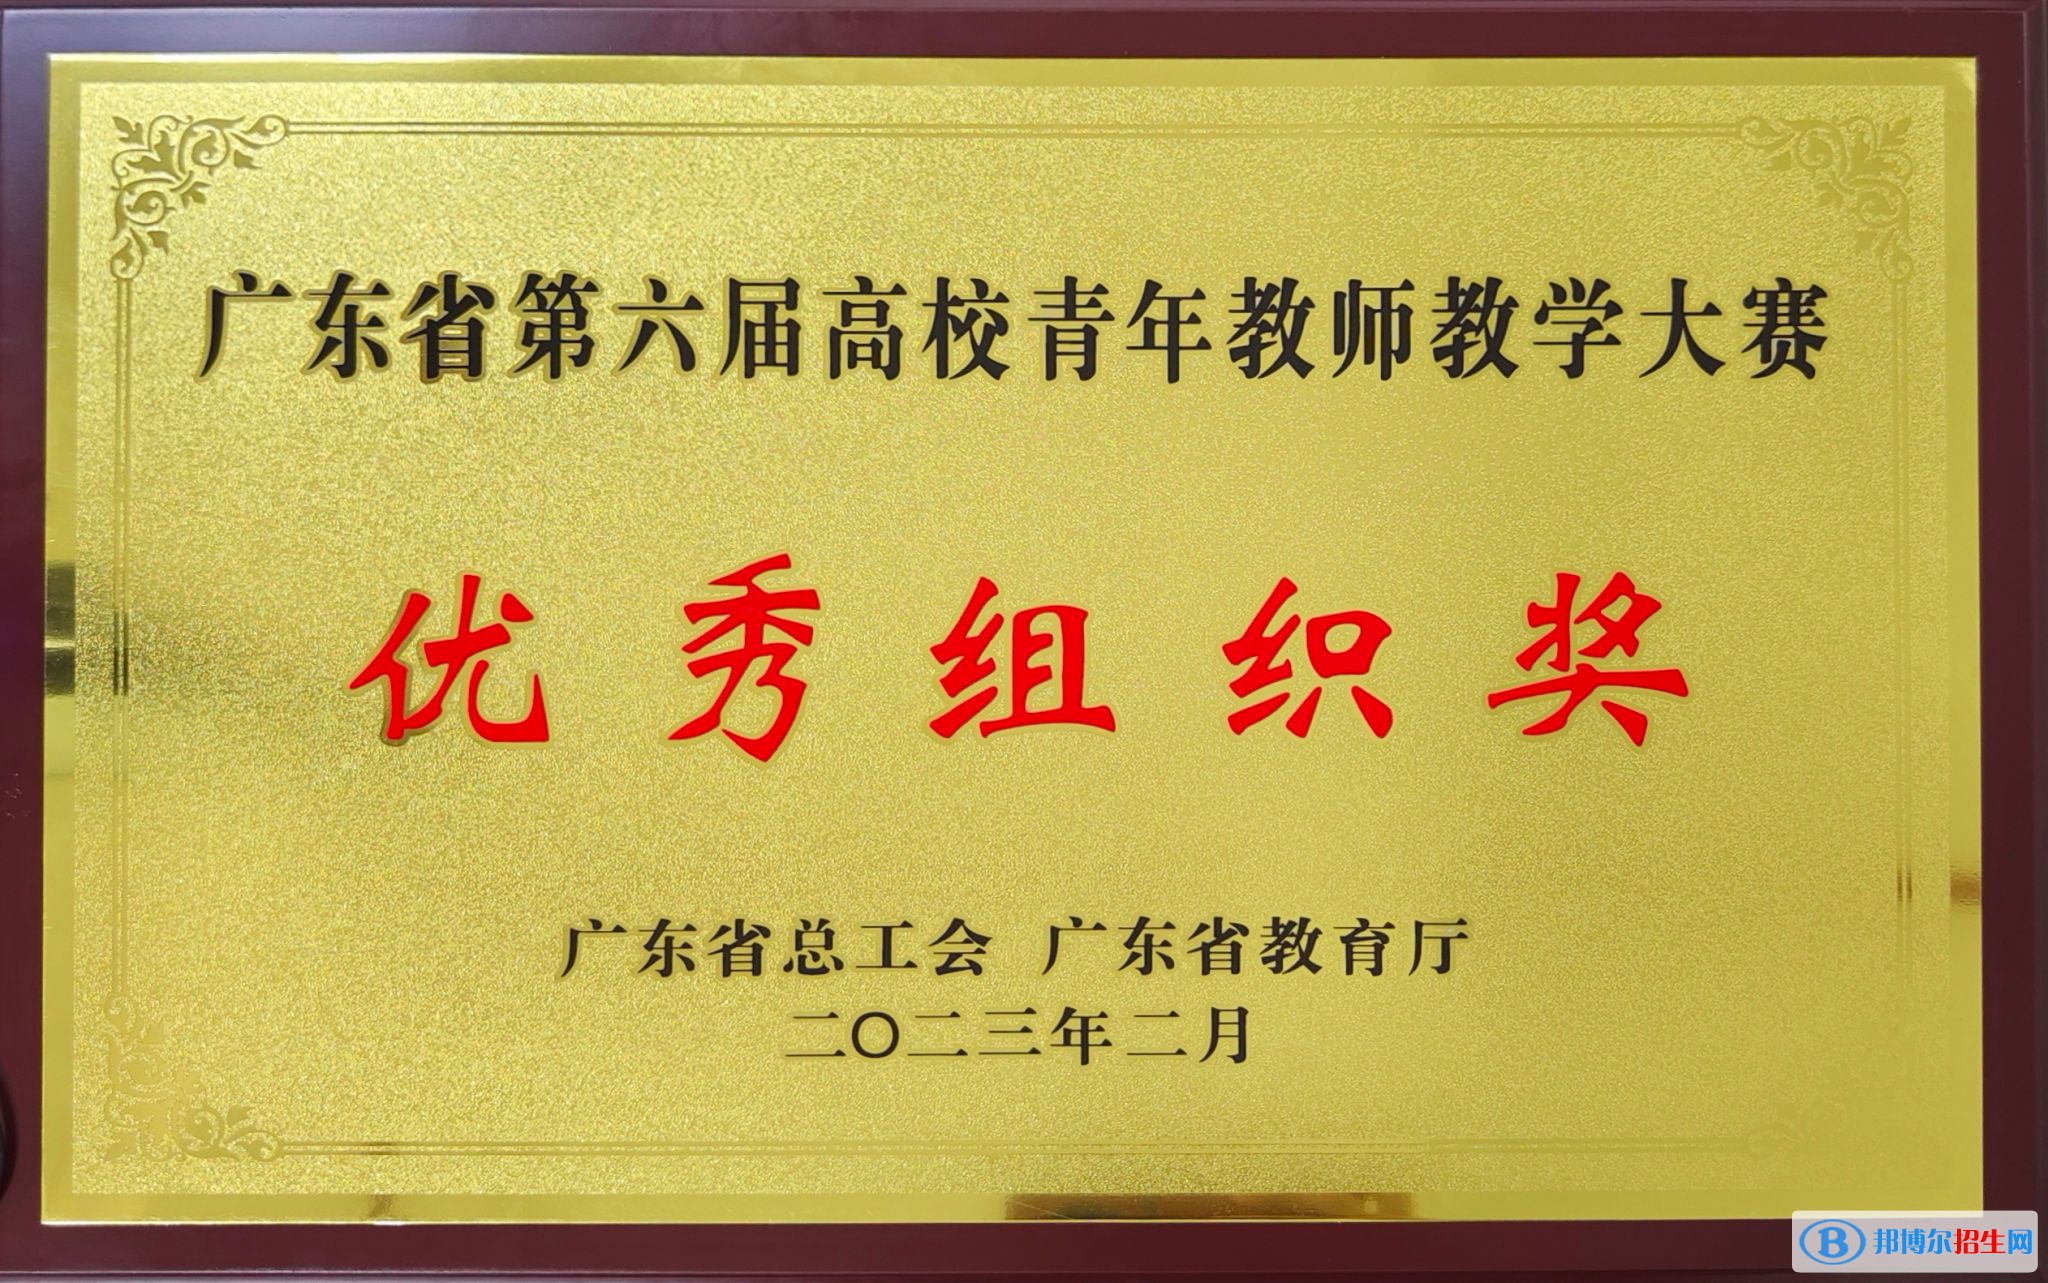 广东省第六届高校青年教师教学大赛
优秀组织奖
广东省总工会 广东省教育厅
二〇二三年二月
B 邦博尔招生网